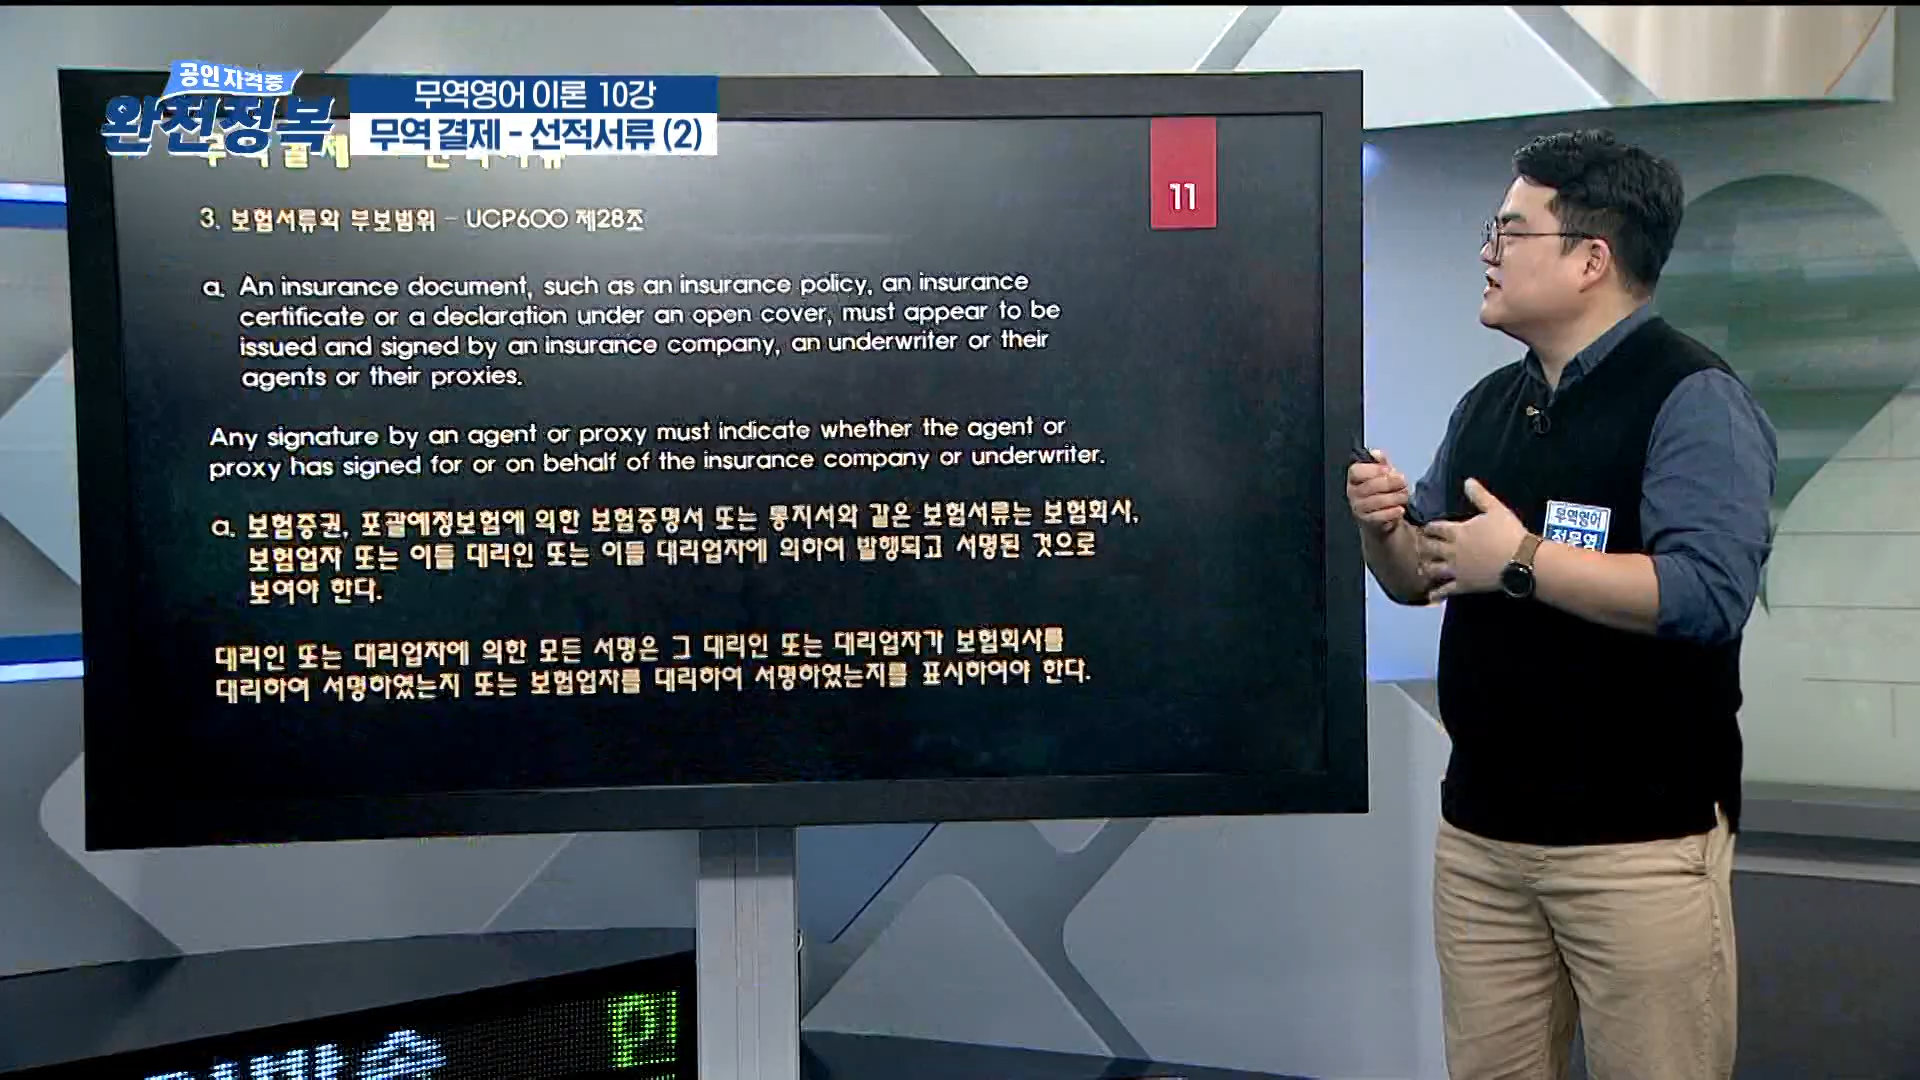 공인 자격증
완전정복
무역영어 이론 10강
무역 결제 - 선적서류 (2)
11
3. 보험서류와 부보범위 - UCP600 제28조
a. An insurance document, such as an insurance policy, an insurance
certificate or a declaration under an open cover, must appear to be
issued and signed by an insurance company, an underwriter or their
agents or their proxies.
Any signature by an agent or proxy must indicate whether the agent or
proxy has signed for or on behalf of the insurance company or underwriter.
a. 보험증권, 포괄예정보험에 의한 보험증명서 또는 통지서와 같은 보험서류는 보험회사,
보험업자 또는 이들 대리인 또는 이들 대리업자에 의하여 발행되고 서명된 것으로
보여야 한다.
대리인 또는 대리업자에 의한 모든 서명은 그 대리인 또는 대리업자가 보험회사를
대리하여 서명하였는지 또는 보험업자를 대리하여 서명하였는지를 표시하여야 한다.
무역영어